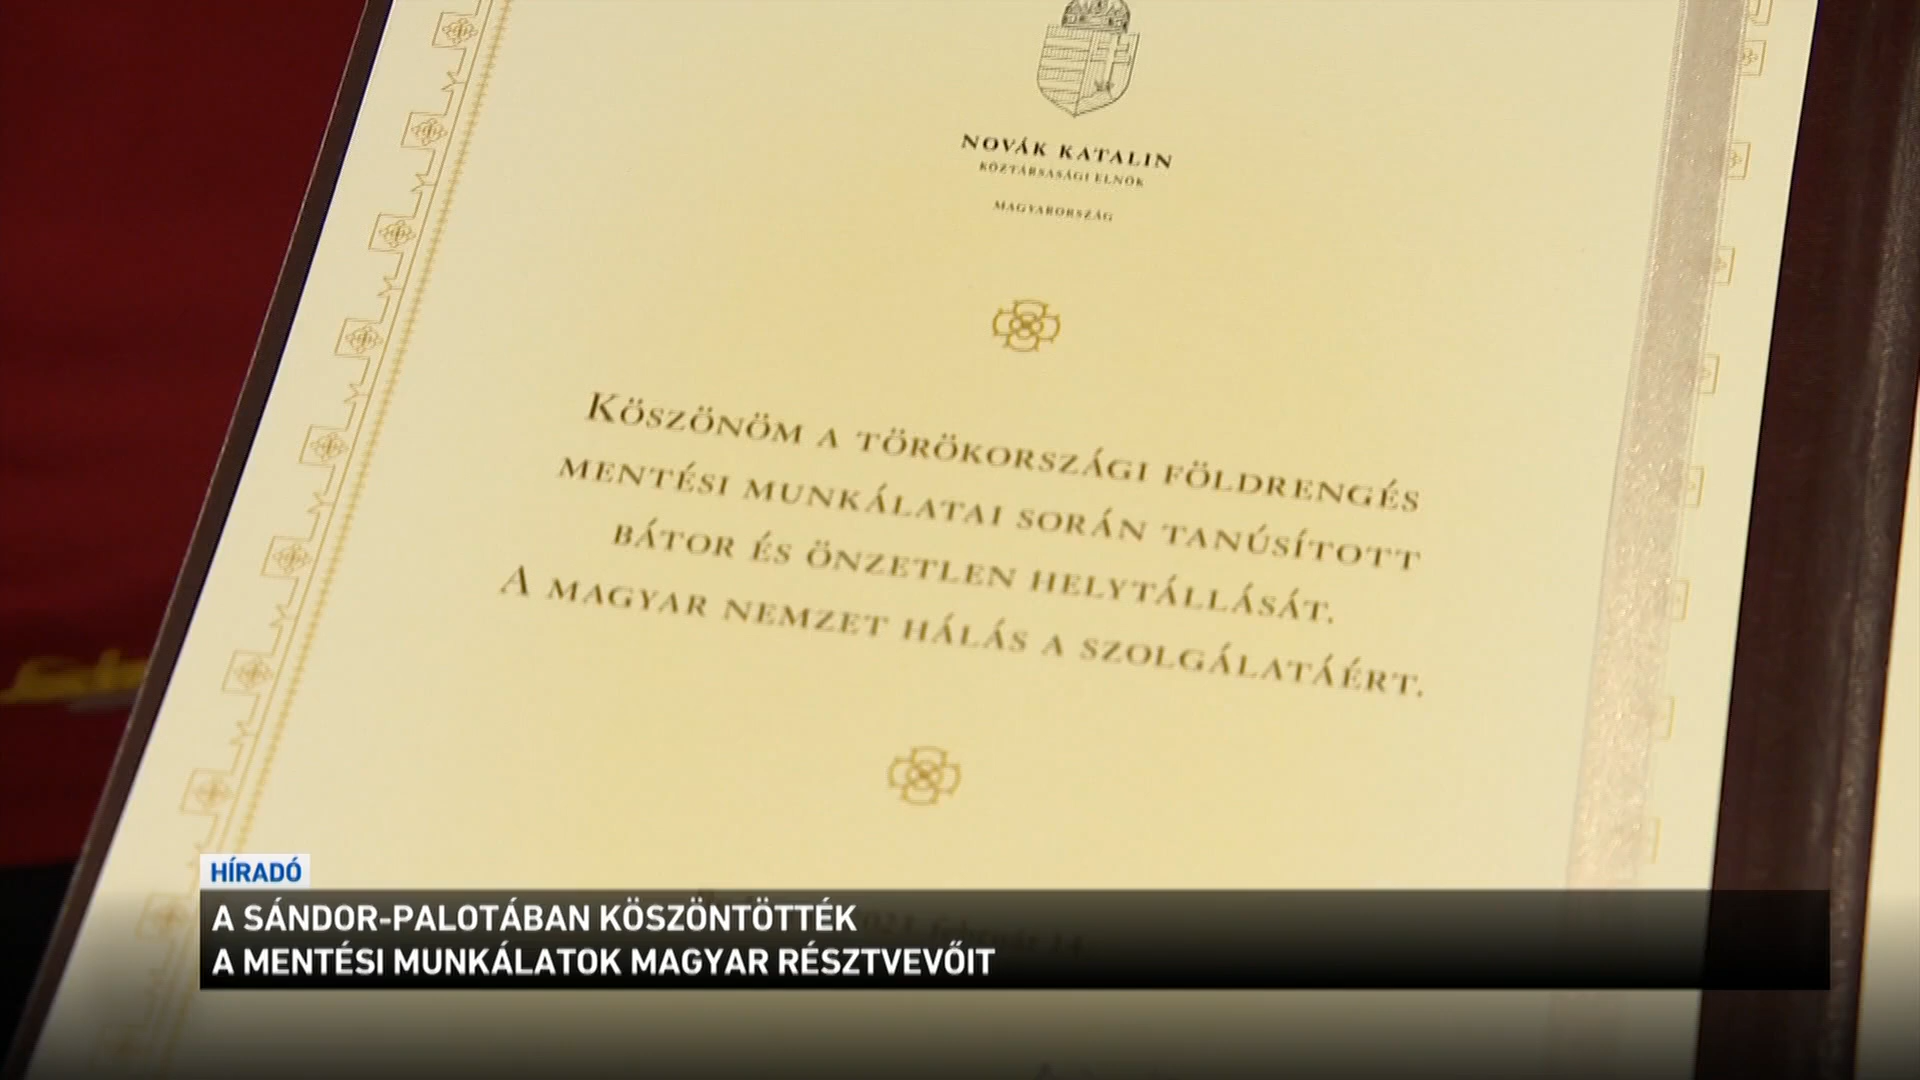 NOVÁK KATALIN
KÖZTÁRSASÁGI ELNÖK
MAGYARORSZÁG
KÖSZÖNÖM A TÖRÖKORSZÁGI FÖLDRENGÉS
MENTÉSI MUNKÁLATAI SORÁN TANÚSÍTOTT
BÁTOR ÉS ÖNZETLEN HELYTÁLLÁSÁT.
A MAGYAR NEMZET HÁLÁS A SZOLGÁLATÁÉRT.
HÍRADÓ
A SÁNDOR-PALOTÁBAN KÖSZÖNTÖTTÉK
A MENTÉSI MUNKÁLATOK MAGYAR RÉSZTVEVŐIT